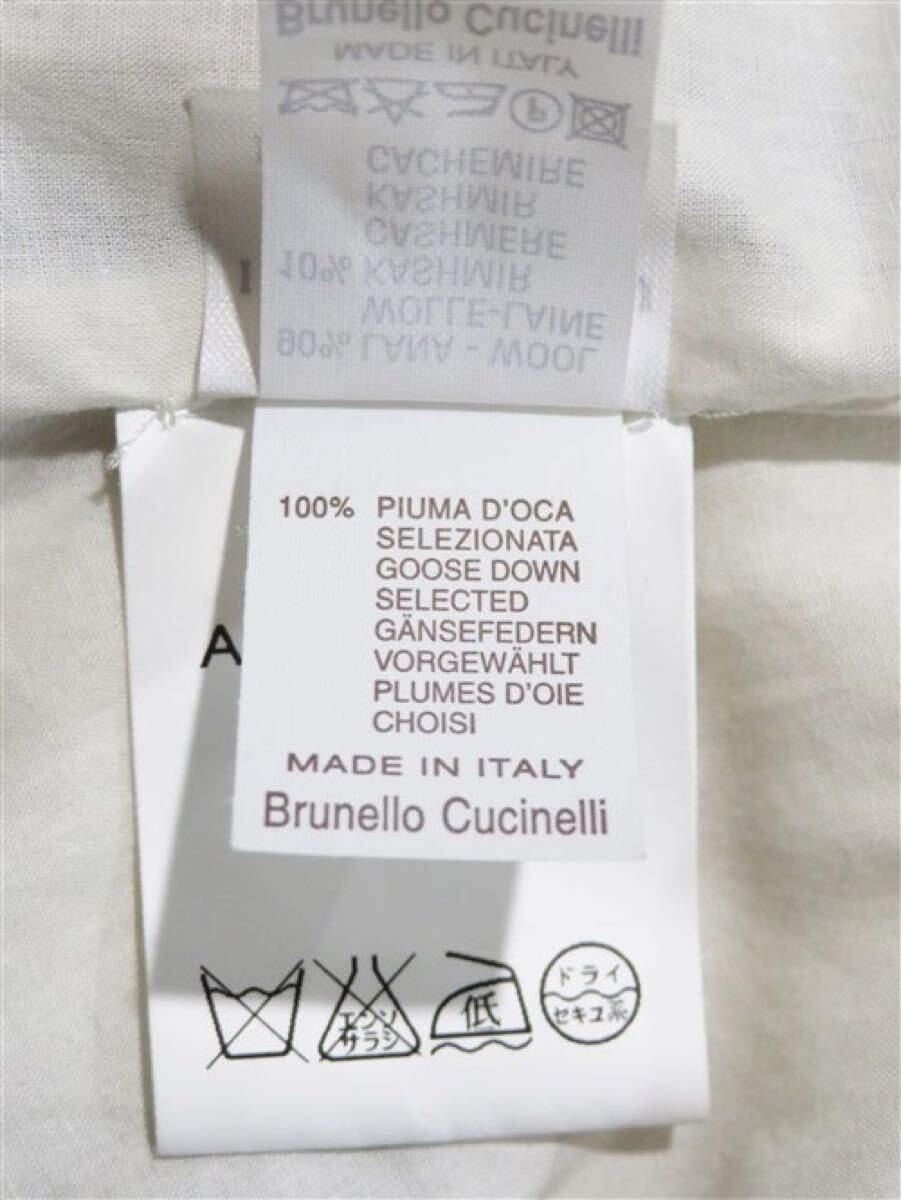 Brunello Cucinelli
MADE IN ITALY
P
CACHEMIRE
KASHMIR
CASHMERE
10% KASHMIR
WOLLE-LAINE
90% LANA - WOOL
100% PIUMA D'OCA
SELEZIONATA
GOOSE DOWN
SELECTED
GÄNSEFEDERN
VORGEWÄHLT
PLUMES D'OIE
CHOISI
MADE IN ITALY
Brunello Cucinelli
A
エンソ
サラシ
低
ドライ
セキユ系